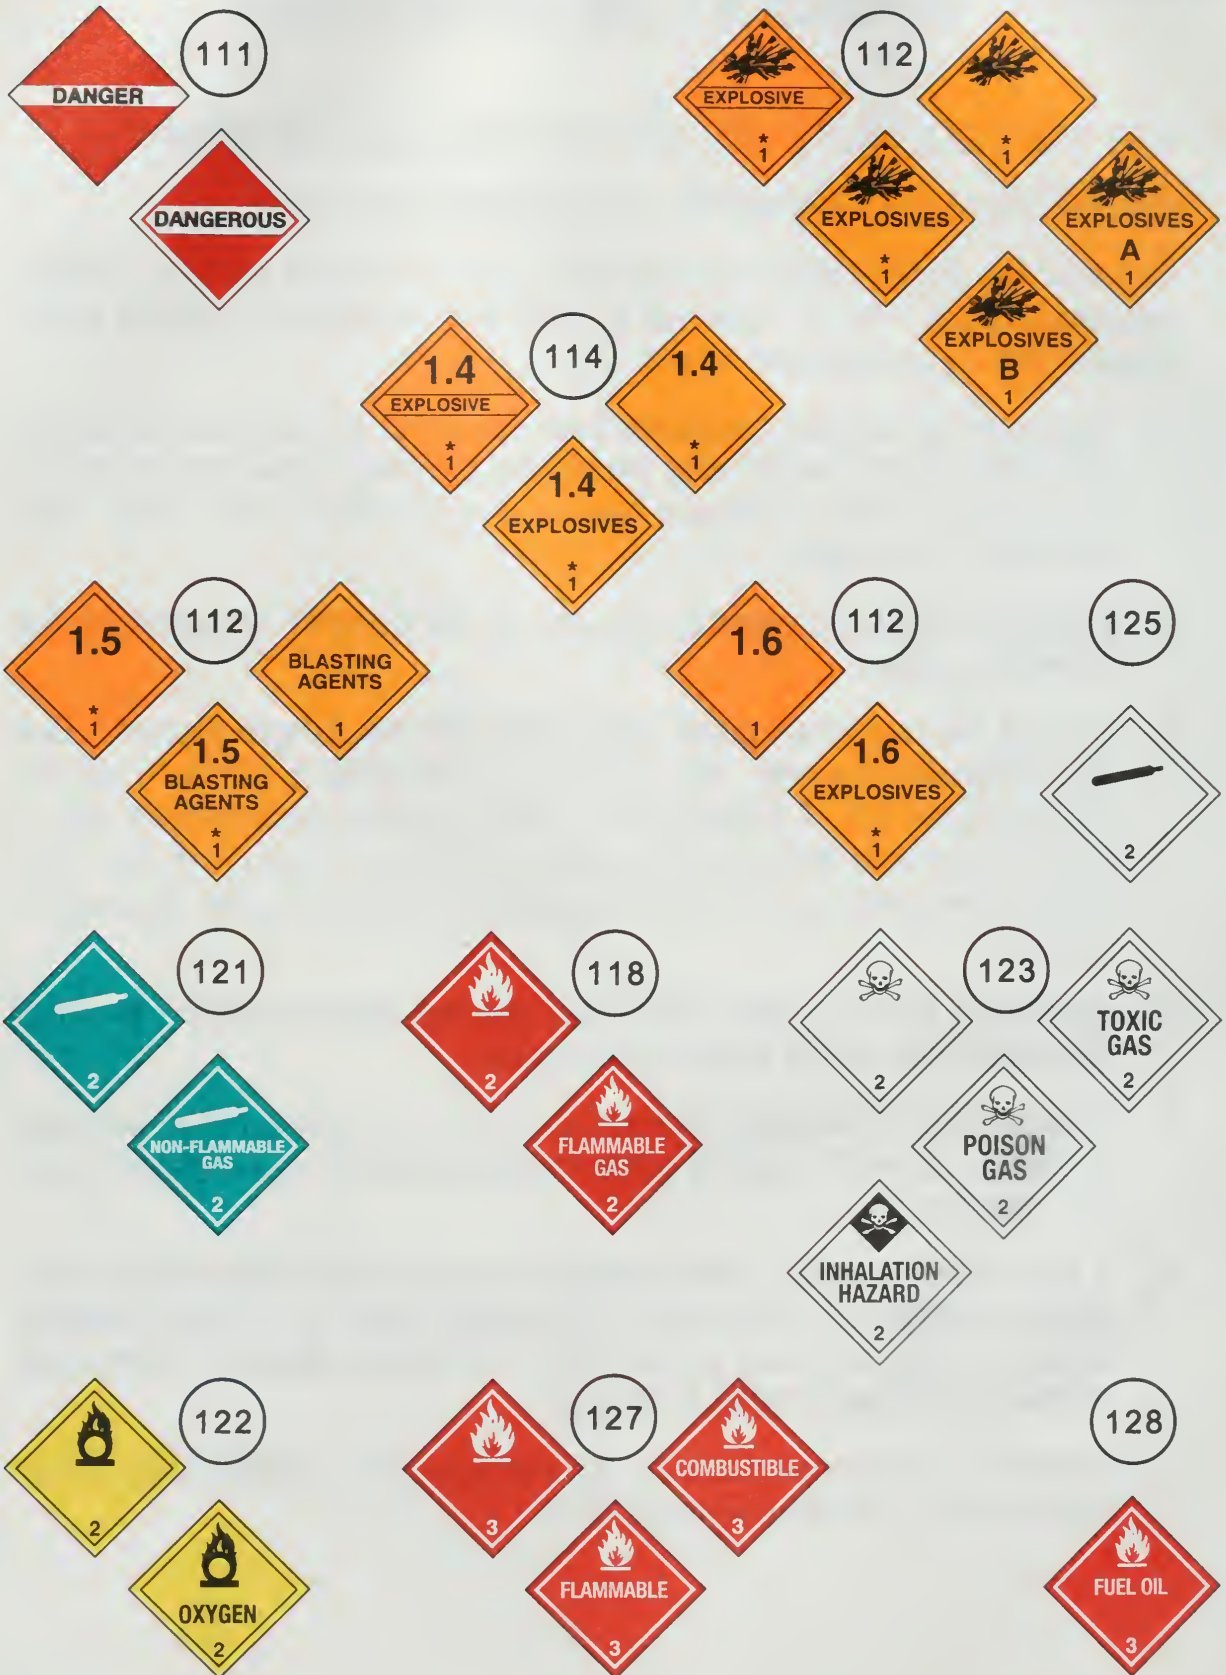 DANGER
111
DANGEROUS
EXPLOSIVE
*
1
112
*
1
EXPLOSIVES
*
1
EXPLOSIVES
A
1
EXPLOSIVES
B
1
1.4
EXPLOSIVE
*
1
114
1.4
*
1
1.4
EXPLOSIVES
*
1
1.5
*
1
112
BLASTING
AGENTS
1
1.5
BLASTING
AGENTS
*
1
1.6
1
112
1.6
EXPLOSIVES
*
1
125
2
2
121
NON-FLAMMABLE
GAS
2
2
118
FLAMMABLE
GAS
2
2
123
TOXIC
GAS
2
POISON
GAS
2
INHALATION
HAZARD
2
2
122
OXYGEN
2
3
127
COMBUSTIBLE
3
FLAMMABLE
3
128
FUEL OIL
3